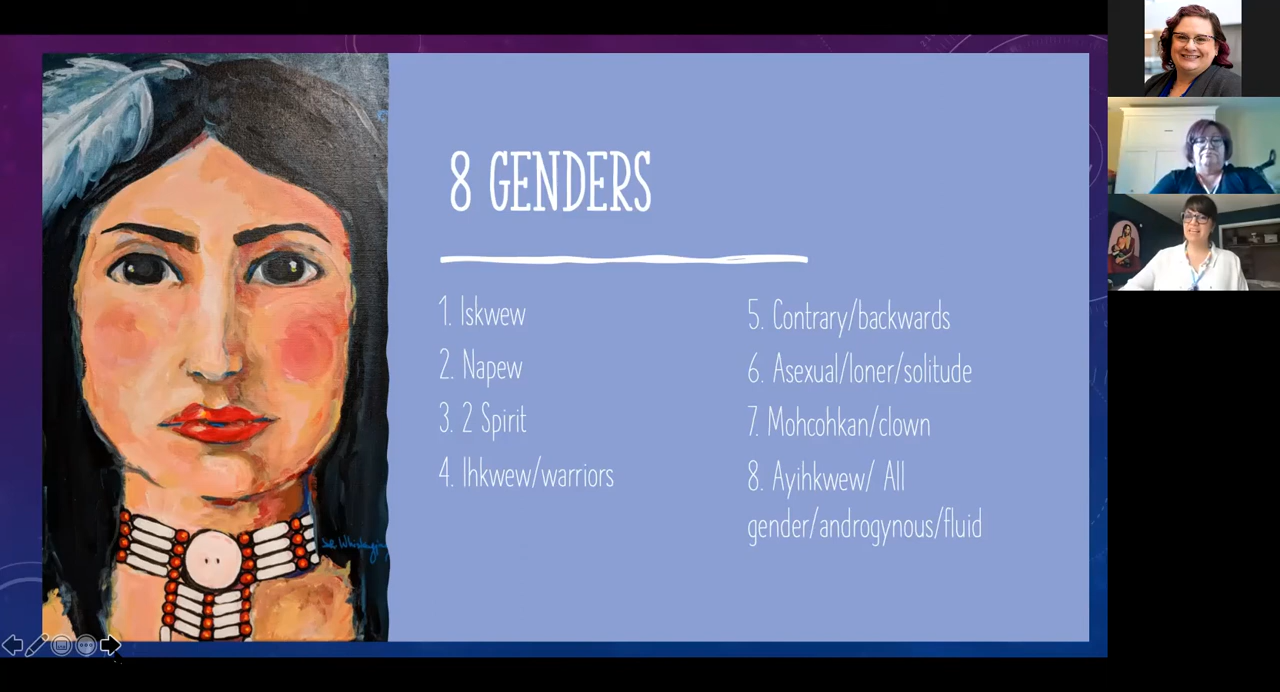 8 GENDERS
1. Iskwew
2. Napew
3. 2 Spirit
4. Ihkwew/warriors
5. Contrary/backwards
6. Asexual/loner/solitude
7. Mohcohkan/clown
8. Ayihkwew/ All
gender/androgynous/fluid